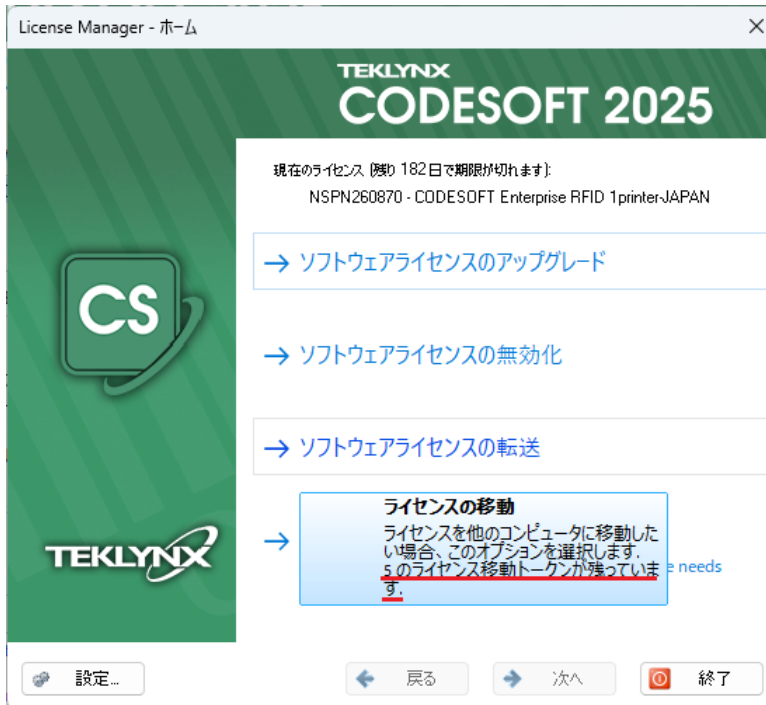 License Manager - ホーム
TEKLYNX
CODESOFT 2025
現在のライセンス (残り 182日で期限が切れます):
NSPN260870 - CODESOFT Enterprise RFID 1printer-JAPAN
→ ソフトウェアライセンスのアップグレード
CS
→ ソフトウェアライセンスの無効化
→ ソフトウェアライセンスの転送
ライセンスの移動
ライセンスを他のコンピュータに移動した
い場合、このオプションを選択します.
5 のライセンス移動トークンが残っていま
す.
→
needs
TEKLYNX
設定...
戻る
次へ
終了